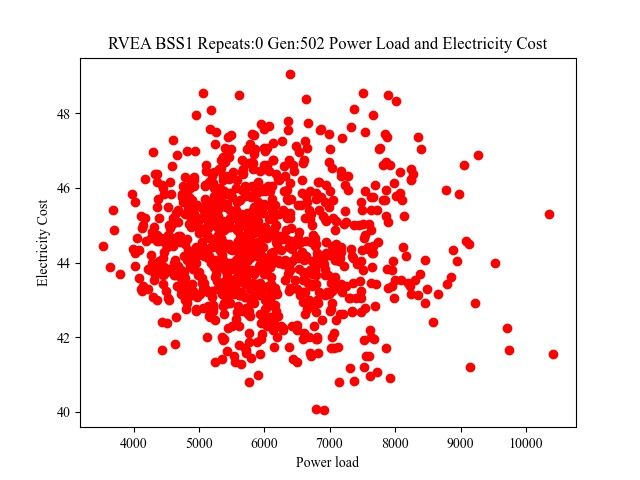 RVEA BSS1 Repeats:0 Gen:502 Power Load and Electricity Cost
48
46
44
42
40
Electricity Cost
4000 5000 6000 7000 8000 9000 10000
Power load